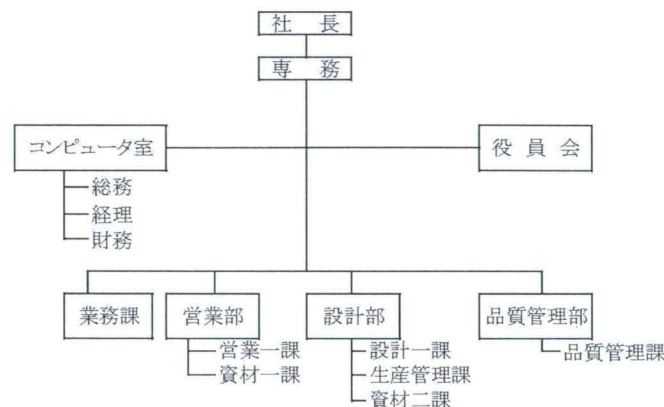 社長
専務
コンピュータ室
役員会
総務
経理
財務
業務課
営業部
設計部
品質管理部
営業一課
設計一課
品質管理課
資材一課
生産管理課
資材二課